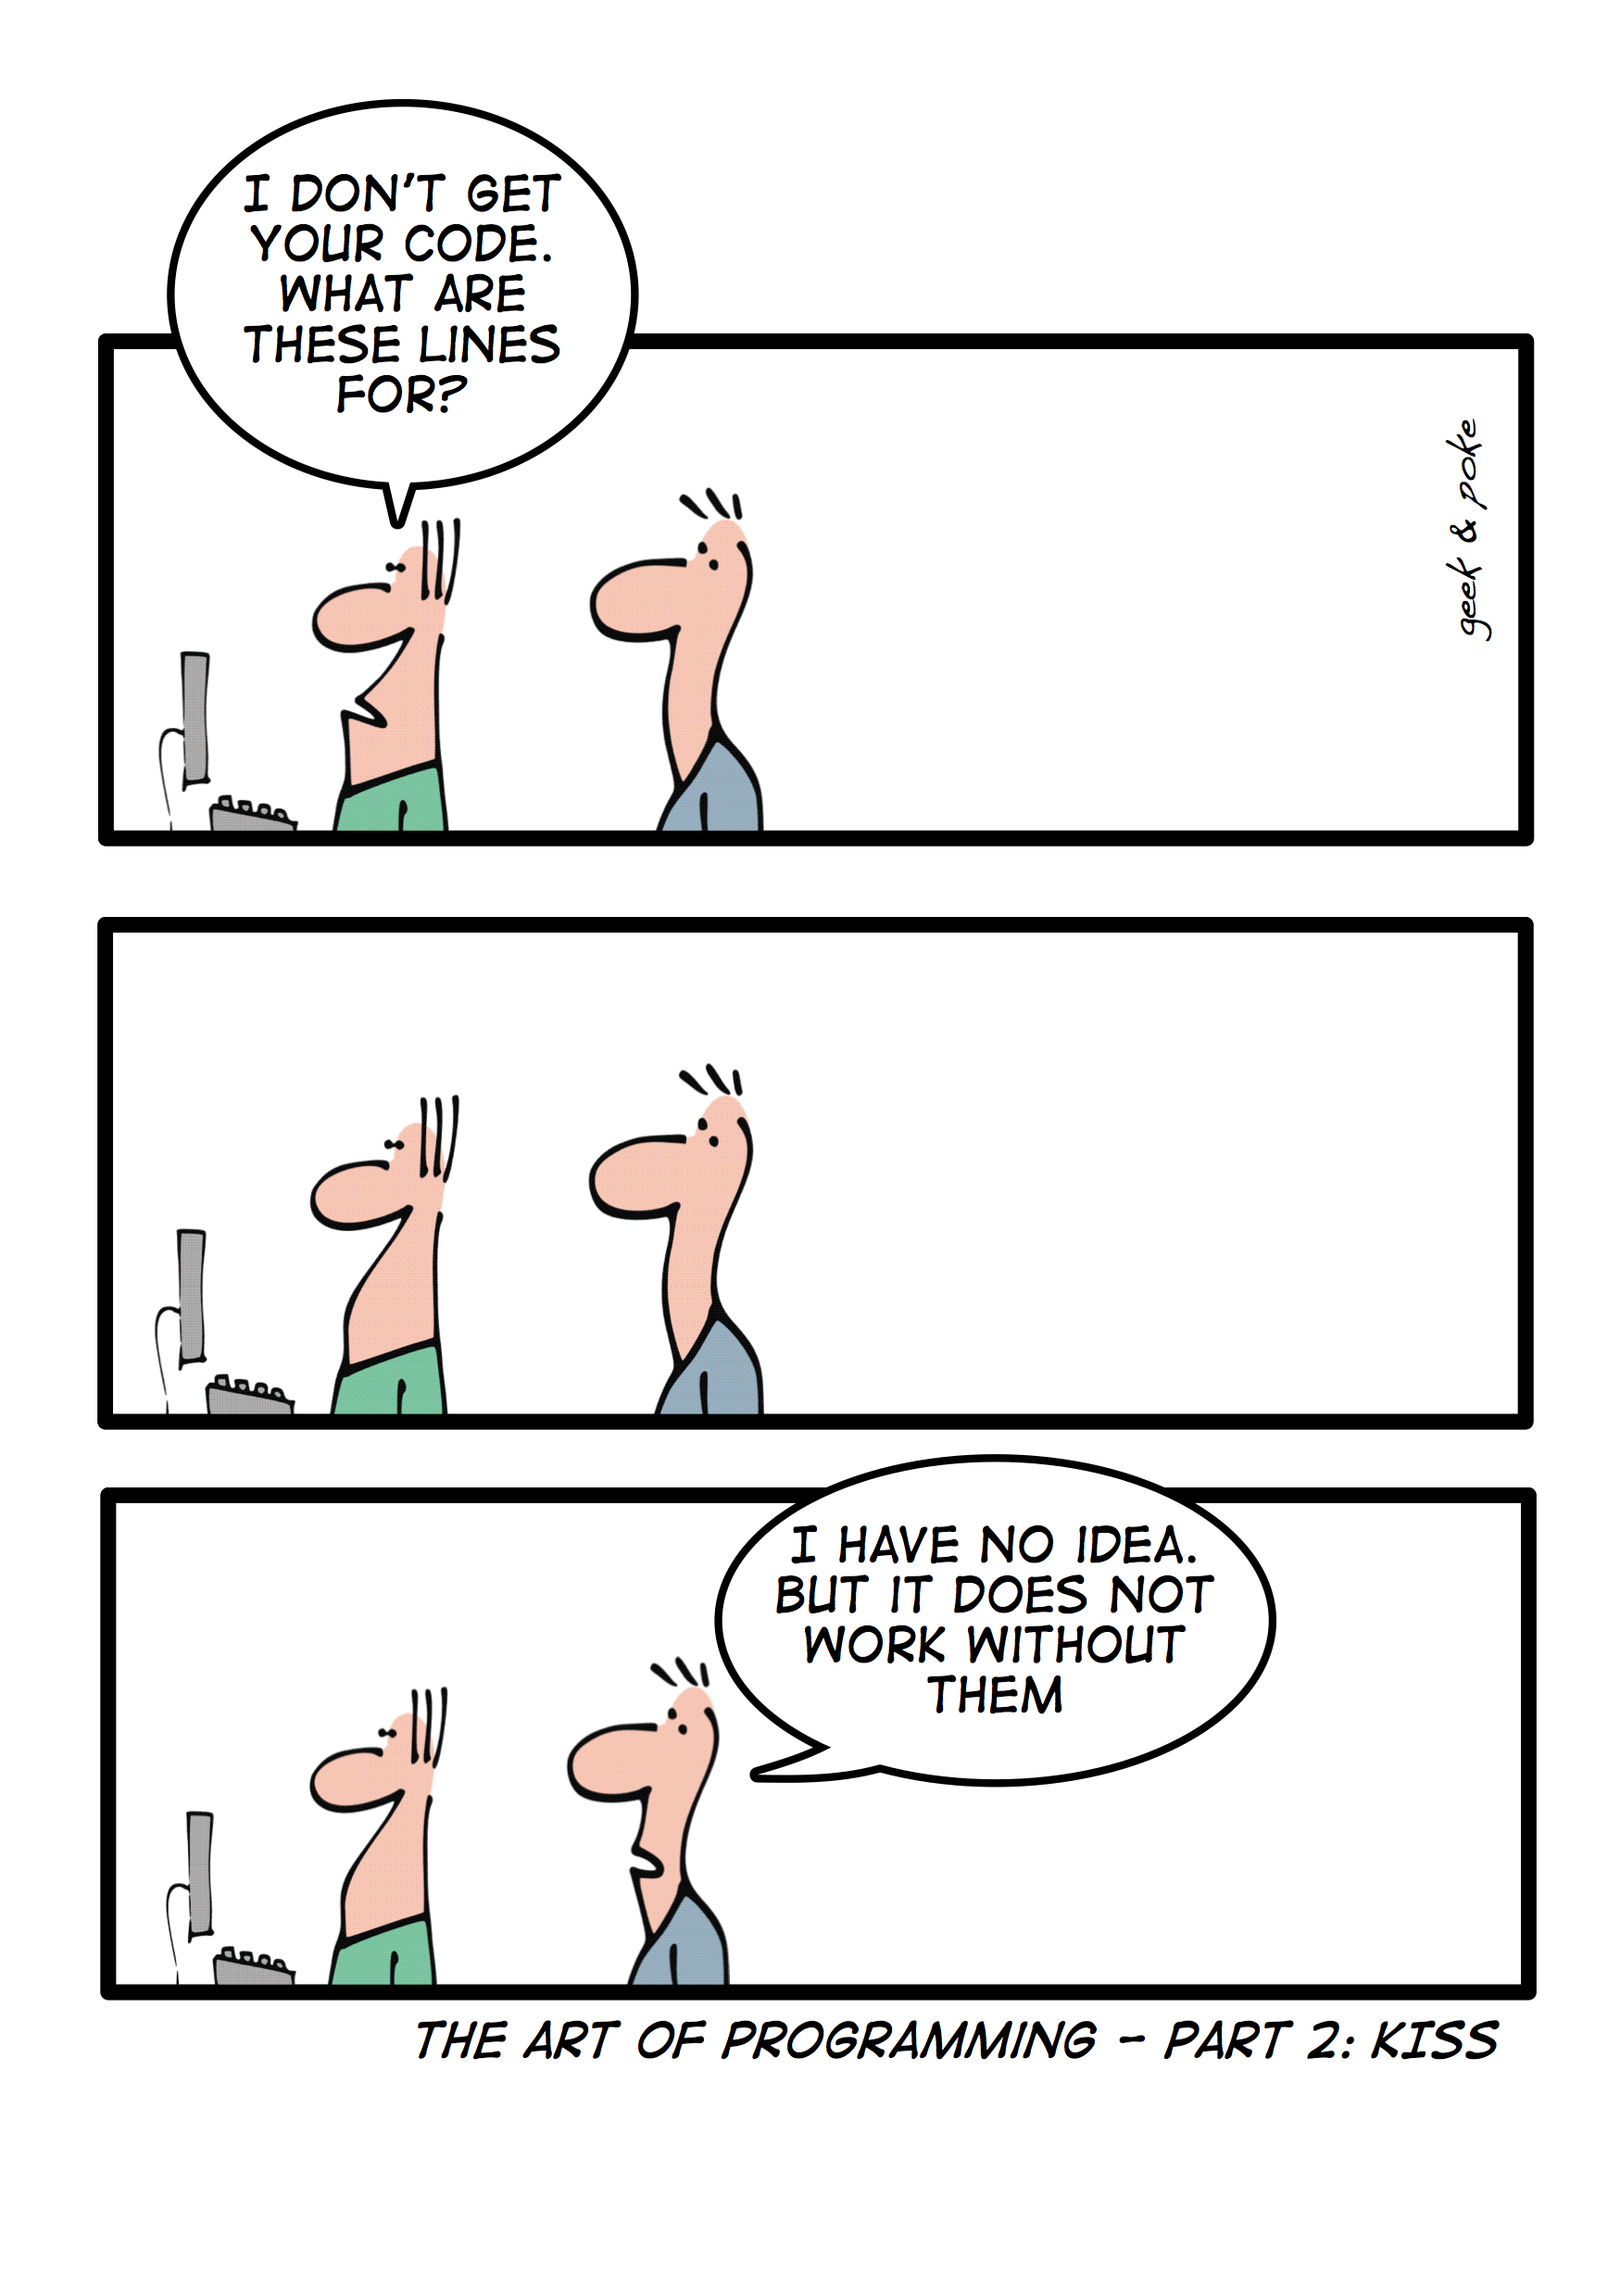 I DON'T GET
YOUR CODE.
WHAT ARE
THESE LINES
FOR?
geek & poke
I HAVE NO IDEA.
BUT IT DOES NOT
WORK WITHOUT
THEM
THE ART OF PROGRAMMING - PART 2: KISS